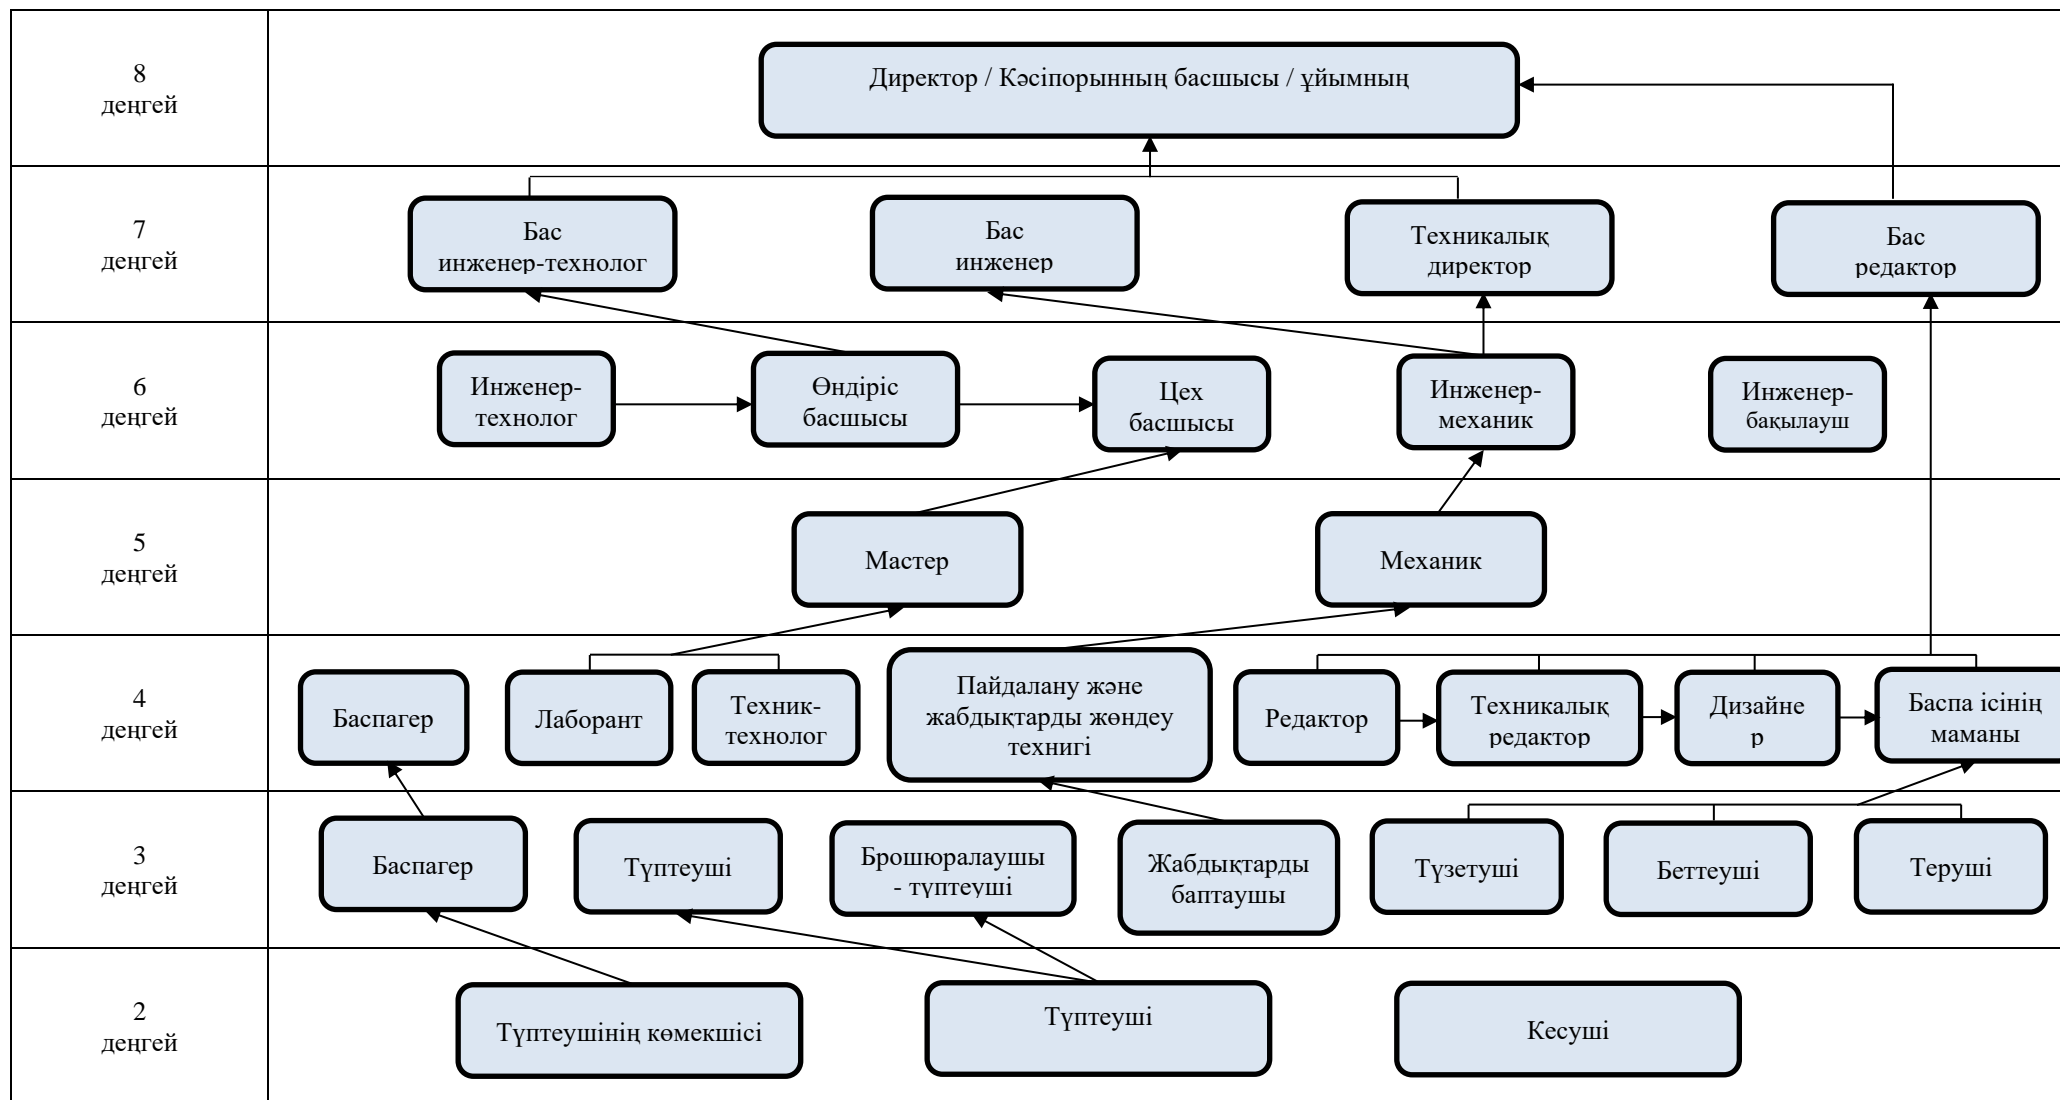 8
деңгей
Директор / Кәсіпорынның басшысы / ұйымның
7
деңгей
Бас
инженер-технолог
Бас
инженер
Техникалық
директор
Бас
редактор
6
деңгей
Инженер-
технолог
Өндіріс
басшысы
Цех
басшысы
Инженер-
механик
Инженер-
бақылауш
5
деңгей
Мастер
Механик
4
деңгей
Баспагер
Лаборант
Техник-
технолог
Пайдалану және
жабдықтарды жөндеу
технигі
Редактор
Техникалық
редактор
Дизайне
р
Баспа ісінің
маманы
3
деңгей
Баспагер
Түптеуші
Брошюралаушы
- түптеуші
Жабдықтарды
баптаушы
Түзетуші
Беттеуші
Теруші
2
деңгей
Түптеушінің көмекшісі
Түптеуші
Кесуші